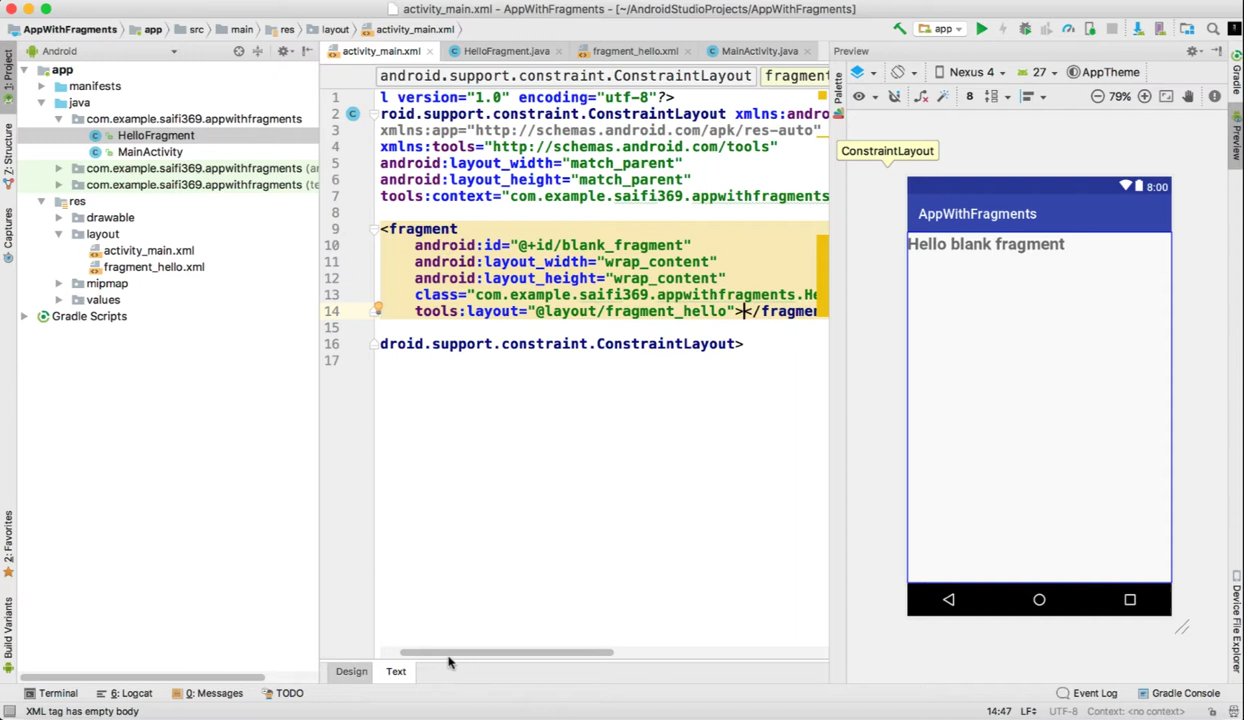 activity_main.xml - AppWithFragments - [~/AndroidStudioProjects/AppWithFragments]
AppWithFragments app src main res layout activity_main.xml app
Android
activity_main.xml HelloFragment.java fragment_hello.xml MainActivity.java Preview
1: Project
Z: Structure
Captures
2: Favorites
Build Variants
app
manifests
java
com.example.saifi369.appwithfragments
HelloFragment
MainActivity
com.example.saifi369.appwithfragments (ar
com.example.saifi369.appwithfragments (te
res
drawable
layout
activity_main.xml
fragment_hello.xml
mipmap
values
Gradle Scripts
android.support.constraint.ConstraintLayout fragment
1 l version="1.0" encoding="utf-8"?>
2 roid.support.constraint.ConstraintLayout xmlns:andro
3 xmlns:app="http://schemas.android.com/apk/res-auto"
4 xmlns:tools="http://schemas.android.com/tools"
5 android:layout_width="match_parent"
6 android:layout_height="match_parent"
7 tools:context="com.example.saifi369.appwithfragments
8
9 <fragment
10 android:id="@+id/blank_fragment"
11 android:layout_width="wrap_content"
12 android:layout_height="wrap_content"
13 class="com.example.saifi369.appwithfragments.He
14 tools:layout="@layout/fragment_hello"></fragmen
15
16 droid.support.constraint.ConstraintLayout>
17
Design Text
Palette
Nexus 4 27 AppTheme
8 79%
ConstraintLayout
8:00
AppWithFragments
Hello blank fragment
Gradle
Preview
Device File Explorer
Terminal 6: Logcat 0: Messages TODO Event Log Gradle Console
XML tag has empty body 14:47 LF UTF-8 Context: <no context>